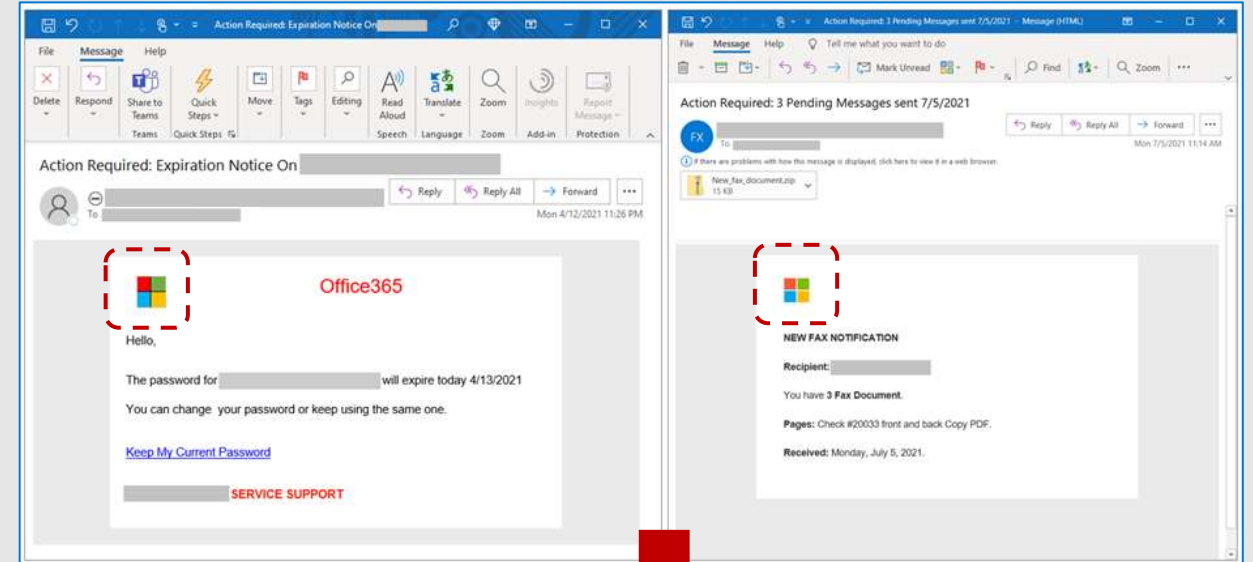 Action Required: Expiration Notice On
File Message Help
Delete
Respond
Share to Teams
Quick Steps
Move
Tags
Editing
Read Aloud
Translate
Zoom
Insights
Report Message
Teams
Quick Steps
Speech
Language
Zoom
Add-in
Protection
Action Required: Expiration Notice On
Reply
Reply All
Forward
To
Mon 4/12/2021 11:26 PM
Office365
Hello,
The password for will expire today 4/13/2021
You can change your password or keep using the same one.
Keep My Current Password
SERVICE SUPPORT
Action Required: 3 Pending Messages sent 7/5/2021 - Message (HTML)
File Message Help Tell me what you want to do
Mark Unread
Find
Zoom
Action Required: 3 Pending Messages sent 7/5/2021
FX
To
Reply
Reply All
Forward
Mon 7/5/2021 11:14 AM
If there are problems with how this message is displayed, click here to view it in a web browser.
New_fax_document.zip
15 KB
NEW FAX NOTIFICATION
Recipient:
You have 3 Fax Document.
Pages: Check #20033 front and back Copy PDF.
Received: Monday, July 5, 2021.